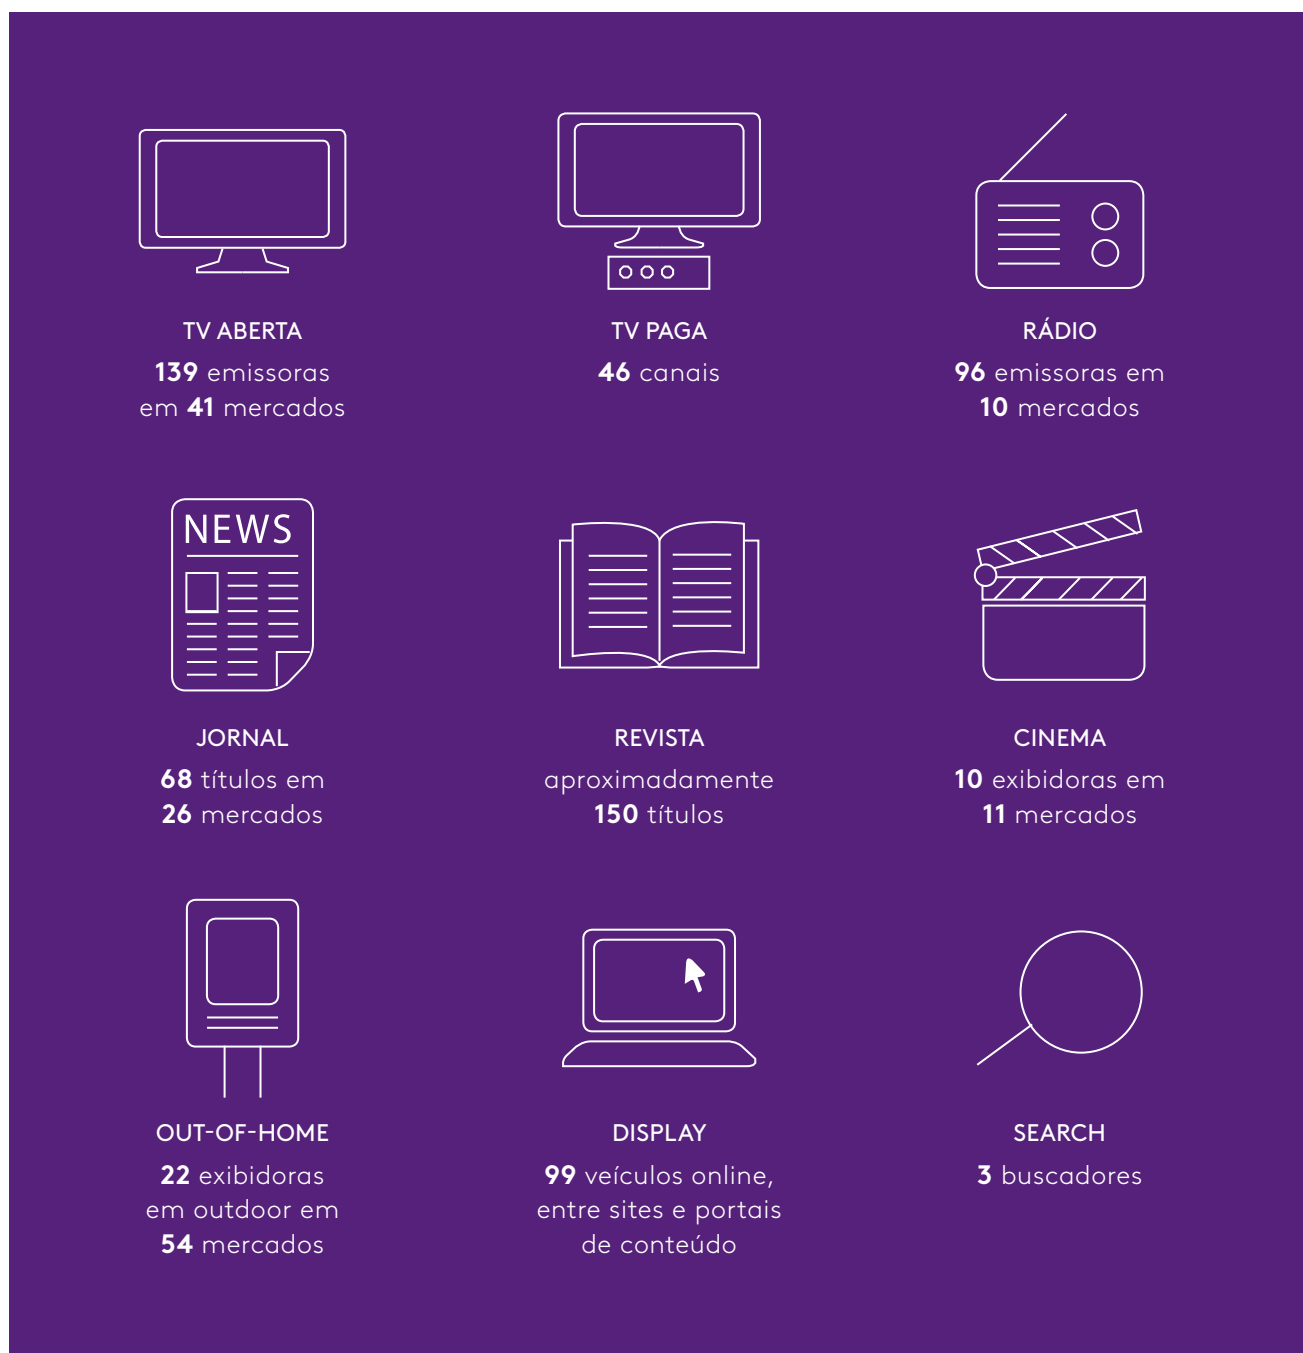 TV ABERTA
139 emissoras
em 41 mercados
TV PAGA
46 canais
RÁDIO
96 emissoras em
10 mercados
NEWS
JORNAL
68 títulos em
26 mercados
REVISTA
aproximadamente
150 títulos
CINEMA
10 exibidoras em
11 mercados
OUT-OF-HOME
22 exibidoras
em outdoor em
54 mercados
DISPLAY
99 veículos online,
entre sites e portais
de conteúdo
SEARCH
3 buscadores